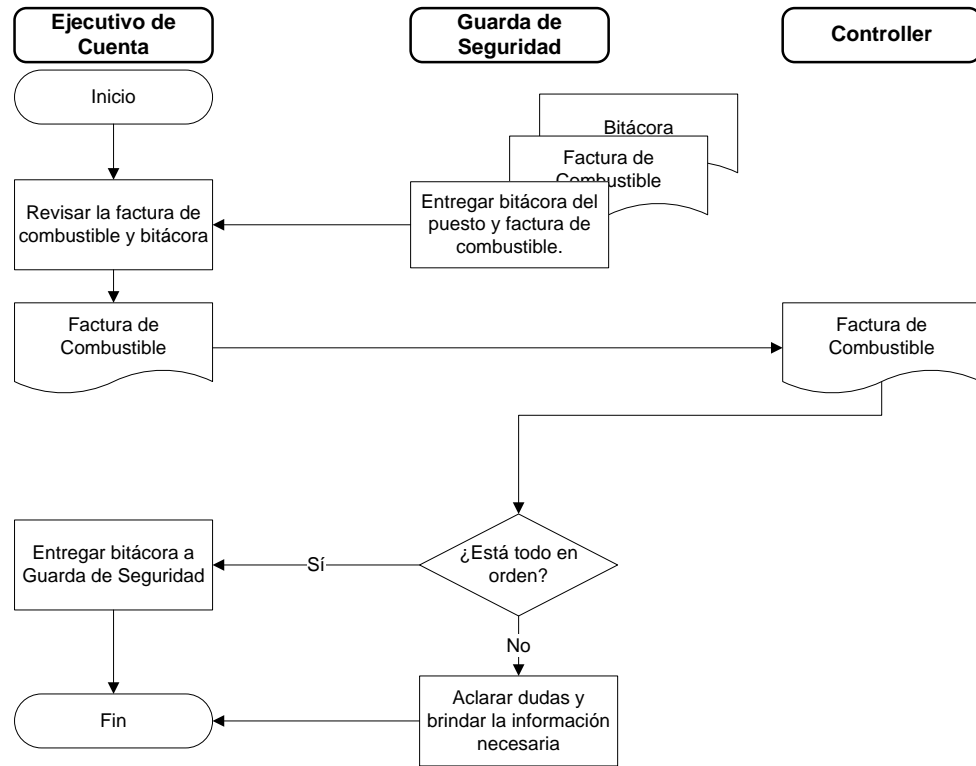 Ejecutivo de
Cuenta
Guarda de
Seguridad
Controller
Inicio
Bitácora
Factura de
Combustible
Entregar bitácora del
puesto y factura de
combustible.
Revisar la factura de
combustible y bitácora
Factura de
Combustible
Factura de
Combustible
¿Está todo en
orden?
Sí
Entregar bitácora a
Guarda de Seguridad
No
Aclarar dudas y
brindar la información
necesaria
Fin